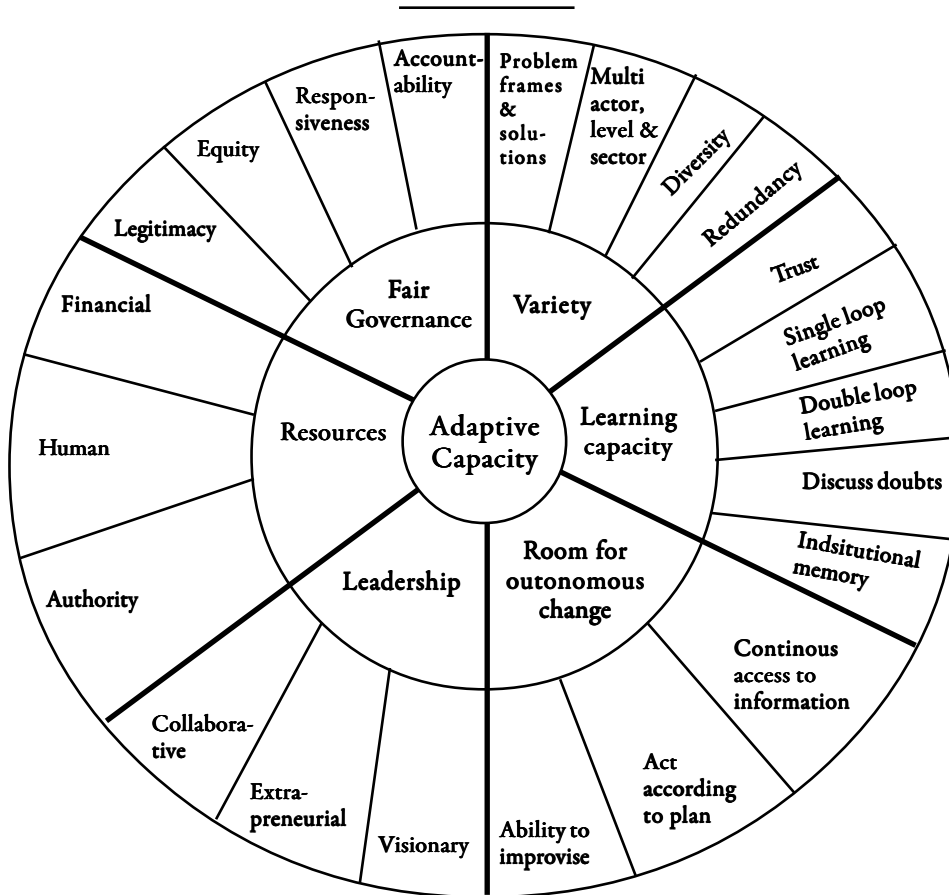 Adaptive
Capacity
Variety
Problem
frames
&
solu-
tions
Multi
actor,
level &
sector
Diversity
Redundancy
Learning
capacity
Trust
Single loop
learning
Double loop
learning
Discuss doubts
Indsitutional
memory
Room for
outonomous
change
Continous
access to
information
Act
according
to plan
Ability to
improvise
Leadership
Visionary
Extra-
preneurial
Collabora-
tive
Resources
Authority
Human
Financial
Fair
Governance
Legitimacy
Equity
Respon-
siveness
Account-
ability